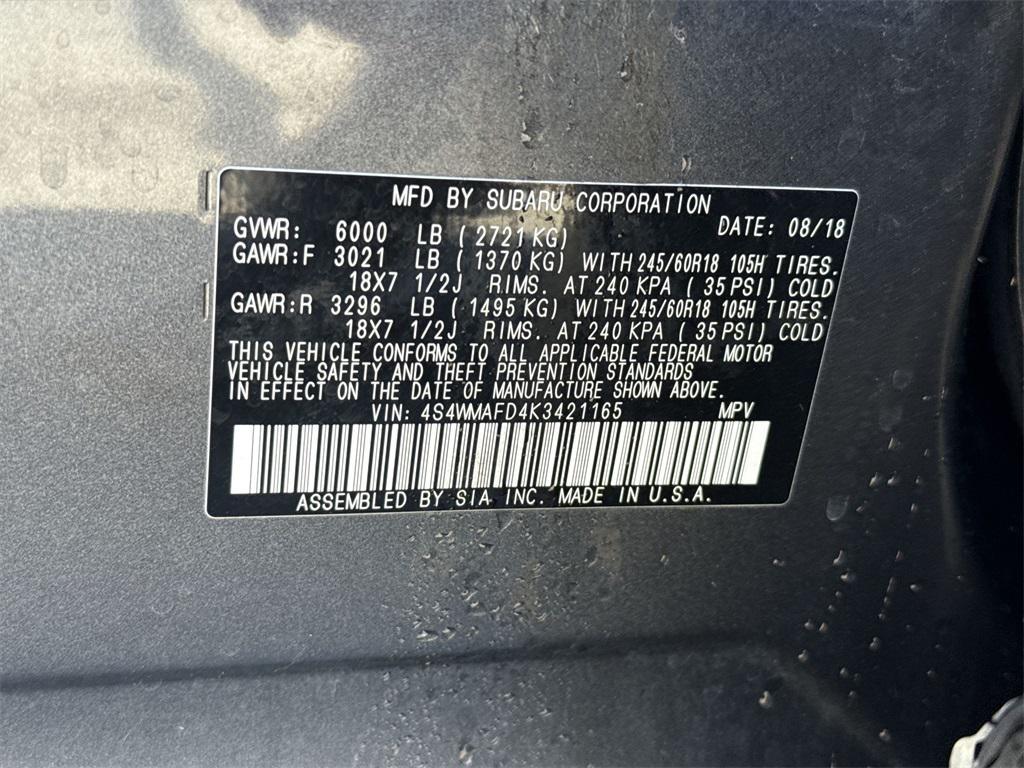 MFD BY SUBARU CORPORATION
GVWR: 6000 LB ( 2721 KG) DATE: 08/18
GAWR:F 3021 LB ( 1370 KG) WITH 245/60R18 105H TIRES.
18X7 1/2J RIMS. AT 240 KPA ( 35 PSI) COLD
GAWR:R 3296 LB ( 1495 KG) WITH 245/60R18 105H TIRES.
18X7 1/2J RIMS. AT 240 KPA ( 35 PSI) COLD
THIS VEHICLE CONFORMS TO ALL APPLICABLE FEDERAL MOTOR
VEHICLE SAFETY AND THEFT PREVENTION STANDARDS
IN EFFECT ON THE DATE OF MANUFACTURE SHOWN ABOVE.
VIN: 4S4WMAFD4K3421165 MPV
ASSEMBLED BY SIA INC. MADE IN U.S.A.